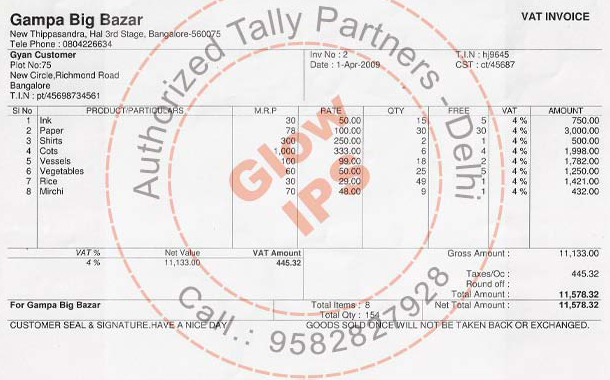 Gampa Big Bazar VAT INVOICE
New Thippasandra, Hal 3rd Stage, Bangalore-560075
Tele Phone : 0804226634
Gyan Customer Inv No : 2 T.I.N : hj9645
Plot No:75 Date : 1-Apr-2009 CST : ct/45687
New Circle,Richmond Road
Bangalore
T.I.N : pt/45698734561
Sl No PRODUCT/PARTICULARS M.R.P RATE QTY FREE VAT AMOUNT
1 Ink 30 50.00 15 5 4 % 750.00
2 Paper 78 100.00 30 30 4 % 3,000.00
3 Shirts 300 250.00 2 1 4 % 500.00
4 Cots 1,000 333.00 6 4 4 % 1,998.00
5 Vessels 100 99.00 18 2 4 % 1,782.00
6 Vegetables 60 50.00 25 5 4 % 1,250.00
7 Rice 30 29.00 49 1 4 % 1,421.00
8 Mirchi 70 48.00 9 1 4 % 432.00
VAT % Net Value VAT Amount Gross Amount : 11,133.00
4 % 11,133.00 445.32
Taxes/Oc : 445.32
Round off :
Total Amount : 11,578.32
For Gampa Big Bazar Total Items : 8 Net Total Amount : 11,578.32
Total Qty : 154
CUSTOMER SEAL & SIGNATURE.HAVE A NICE DAY GOODS SOLD ONCE WILL NOT BE TAKEN BACK OR EXCHANGED.
Authorized Tally Partners -Delhi
Glow
IPS
Call.: 9582827928